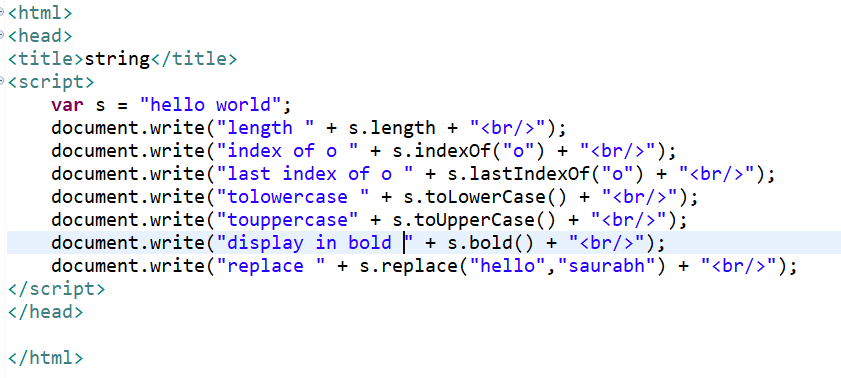 <html>
<head>
<title>string</title>
<script>
    var s = "hello world";
    document.write("length " + s.length + "<br/>");
    document.write("index of o " + s.indexOf("o") + "<br/>");
    document.write("last index of o " + s.lastIndexOf("o") + "<br/>");
    document.write("tolowercase " + s.toLowerCase() + "<br/>");
    document.write("touppercase" + s.toUpperCase() + "<br/>");
    document.write("display in bold " + s.bold() + "<br/>");
    document.write("replace " + s.replace("hello","saurabh") + "<br/>");
</script>
</head>

</html>